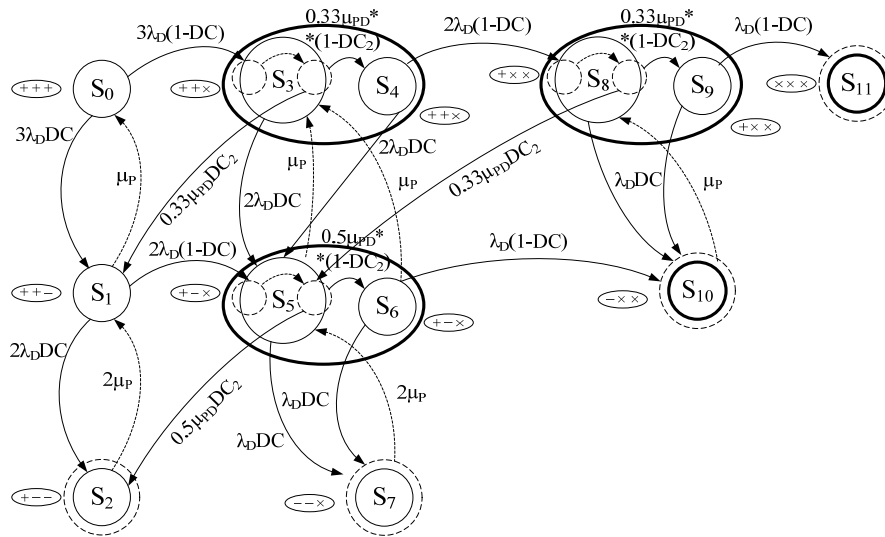 3λD(1-DC)
0.33μPD*
*(1-DC2)
2λD(1-DC)
0.33μPD*
*(1-DC2)
λD(1-DC)
+++
S0
++×
S3
S4
++×
+××
S8
S9
+××
×××
S11
3λDDC
μP
0.33μPDDC2
2λDDC
μP
2λDDC
μP
0.33μPDDC2
λDDC
μP
++-
S1
2λD(1-DC)
+-×
0.5μPD*
*(1-DC2)
S5
S6
+-×
λD(1-DC)
-××
S10
2λDDC
2μP
0.5μPDDC2
λDDC
λDDC
2μP
+--
S2
--×
S7